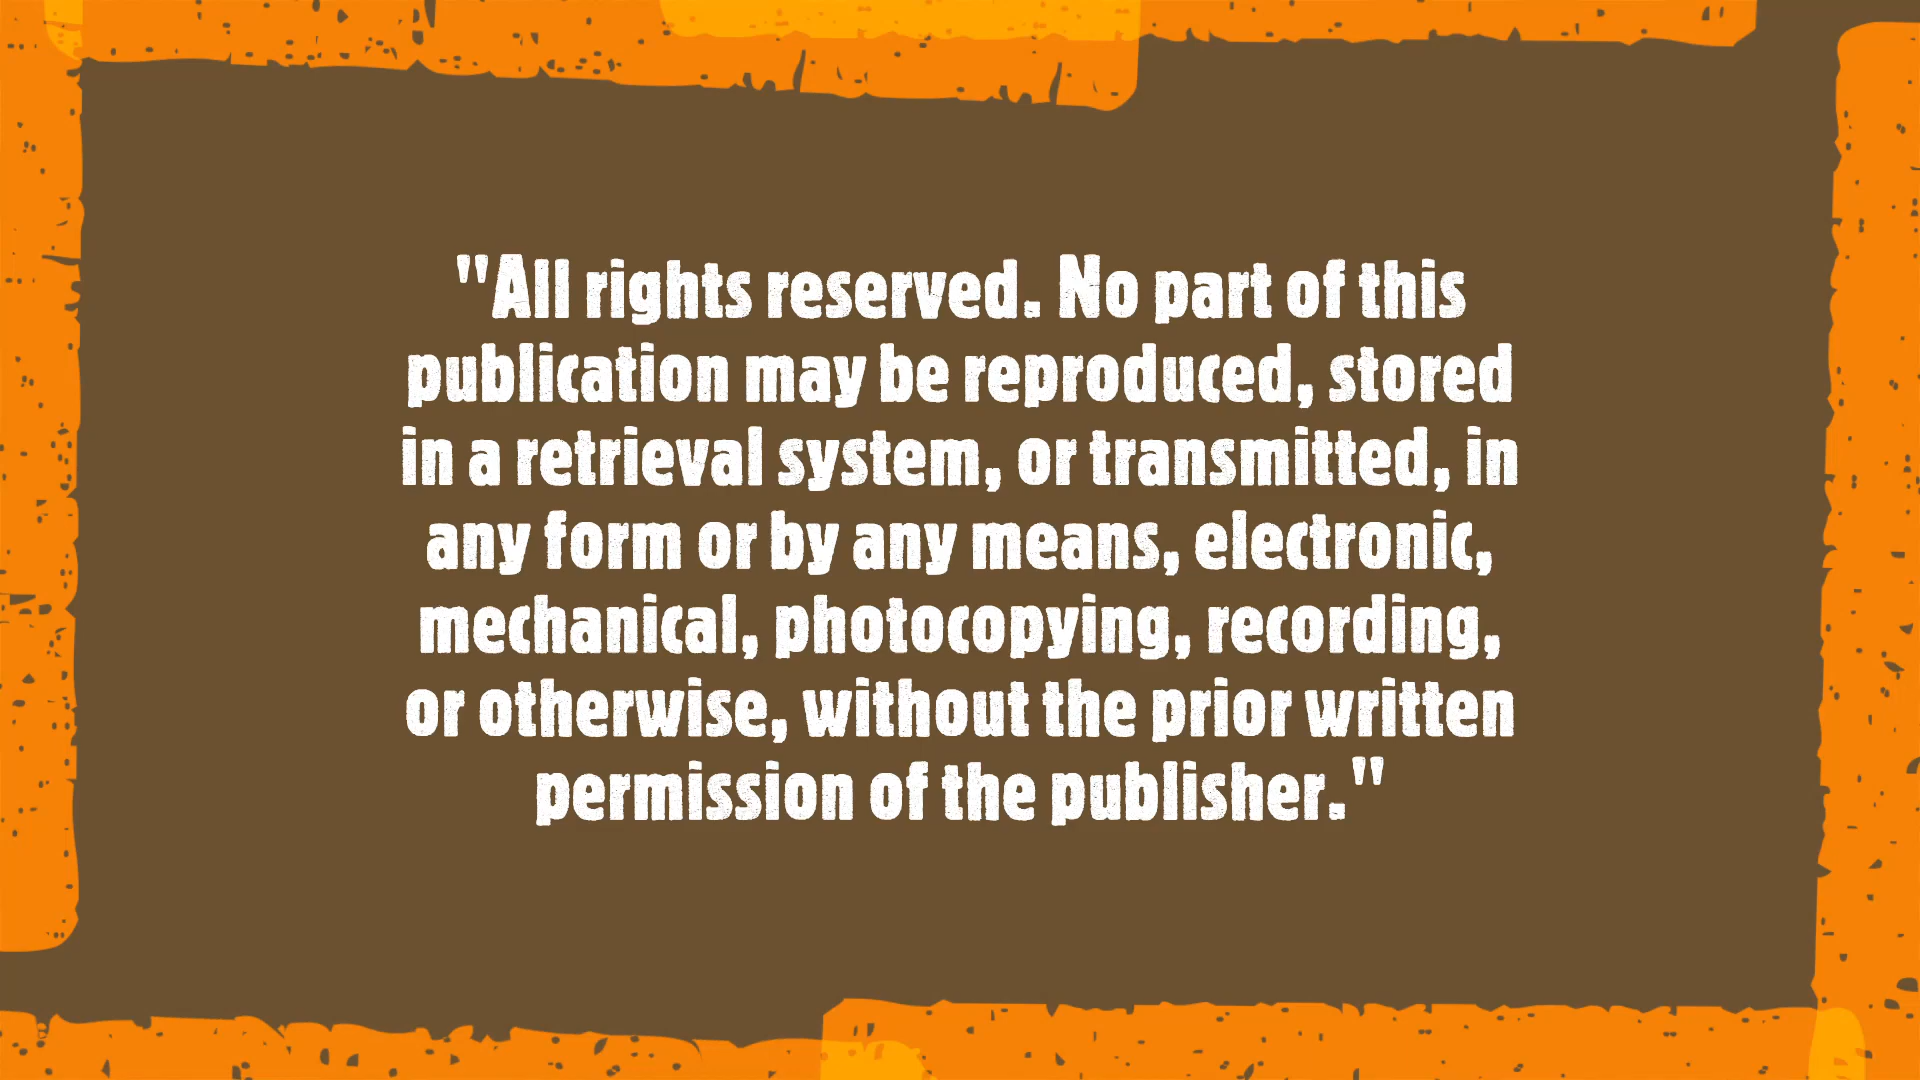 "All rights reserved. No part of this
publication may be reproduced, stored
in a retrieval system, or transmitted, in
any form or by any means, electronic,
mechanical, photocopying, recording,
or otherwise, without the prior written
permission of the publisher."